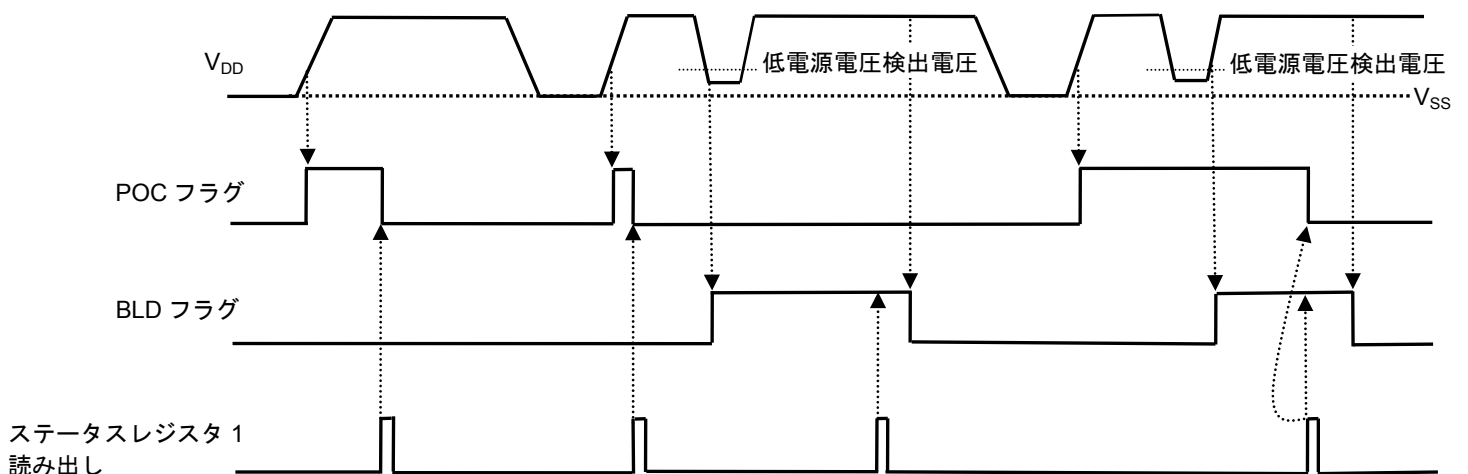 V_DD
低電源電圧検出電圧
低電源電圧検出電圧
V_SS
POC フラグ
BLD フラグ
ステータスレジスタ 1
読み出し